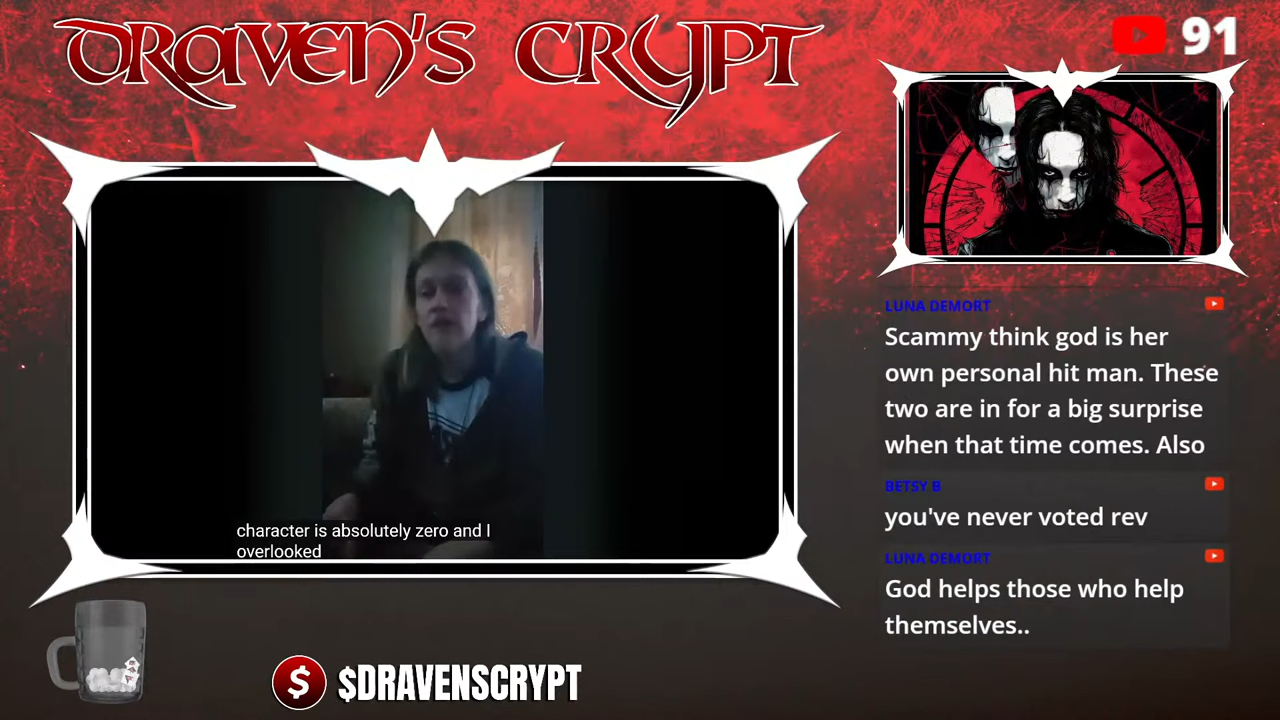 DRAVEN'S CRYPT
91
LUNA DEMORT
Scammy think god is her
own personal hit man. These
two are in for a big surprise
when that time comes. Also
BETSY B
you've never voted rev
LUNA DEMORT
God helps those who help
themselves..
character is absolutely zero and I
overlooked
$ $DRAVENSCRYPT